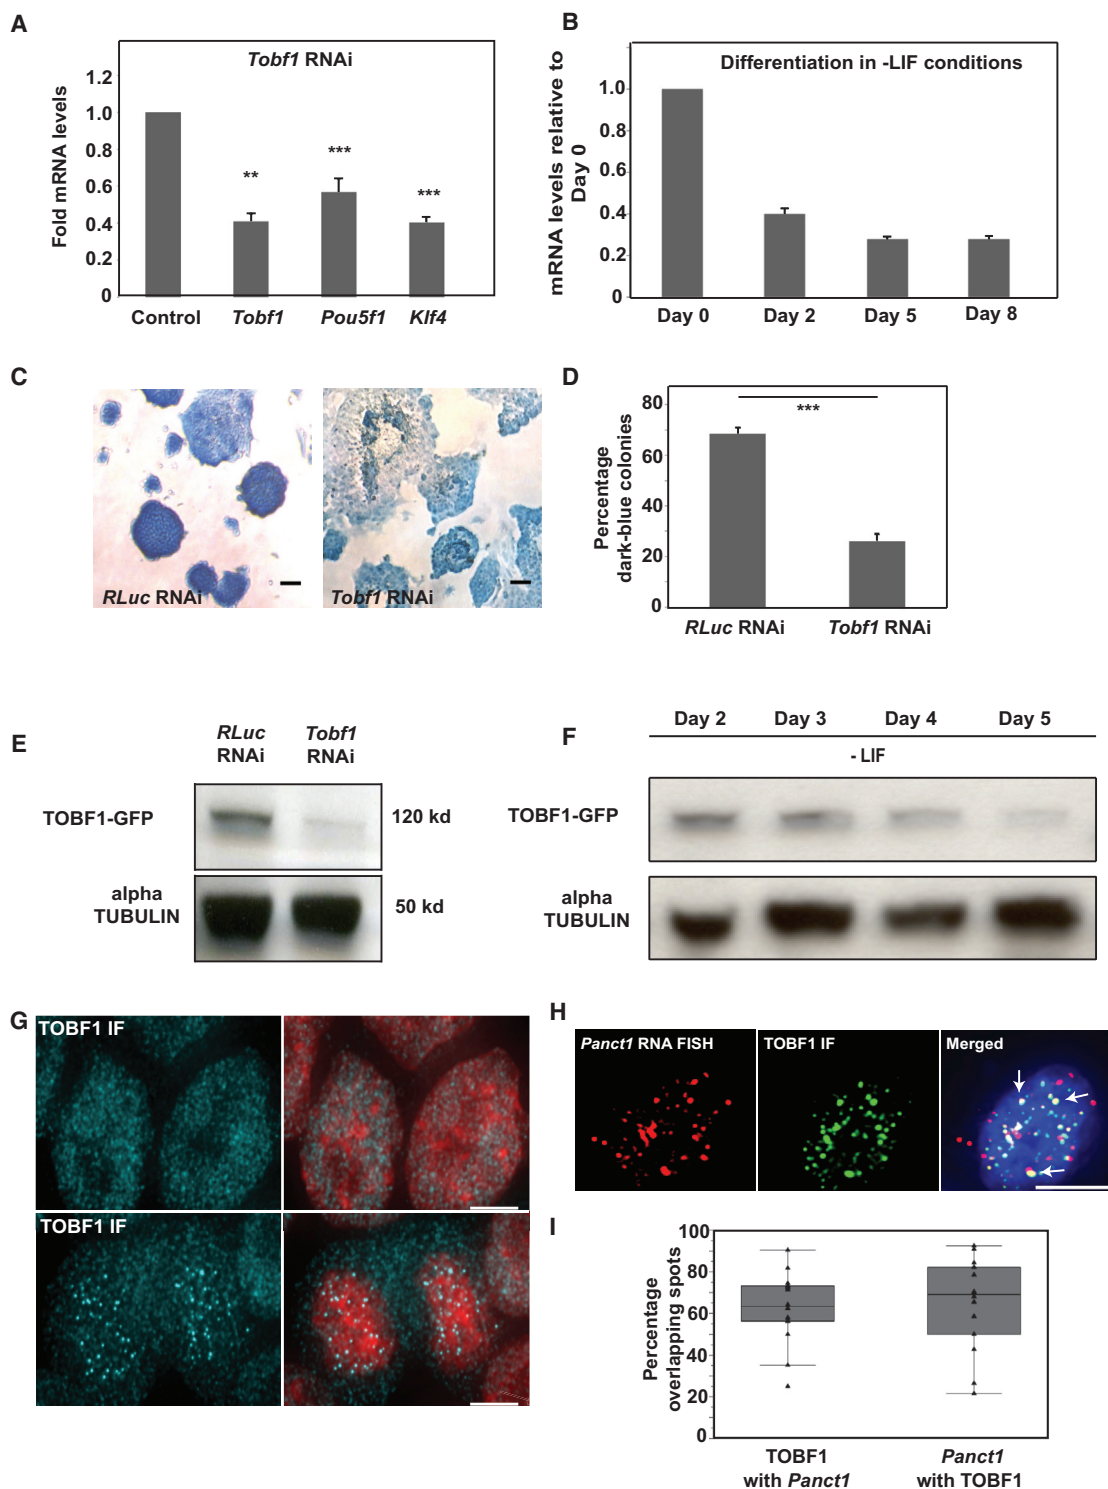 A
Tobf1 RNAi
Fold mRNA levels
1.2
1.0
0.8
0.6
0.4
0.2
0
**
***
***
Control Tobf1 Pou5f1 Klf4
B
Differentiation in -LIF conditions
mRNA levels relative to
Day 0
1.0
0.8
0.6
0.4
0.2
0
Day 0 Day 2 Day 5 Day 8
C
RLuc RNAi
Tobf1 RNAi
D
Percentage
dark-blue colonies
80
60
40
20
0
***
RLuc RNAi Tobf1 RNAi
E
RLuc
RNAi
Tobf1
RNAi
TOBF1-GFP
120 kd
alpha
TUBULIN
50 kd
F
Day 2 Day 3 Day 4 Day 5
- LIF
TOBF1-GFP
alpha
TUBULIN
G
TOBF1 IF
TOBF1 IF
H
Panct1 RNA FISH
TOBF1 IF
Merged
I
Percentage
overlapping spots
100
80
60
40
20
0
TOBF1
with Panct1
Panct1
with TOBF1